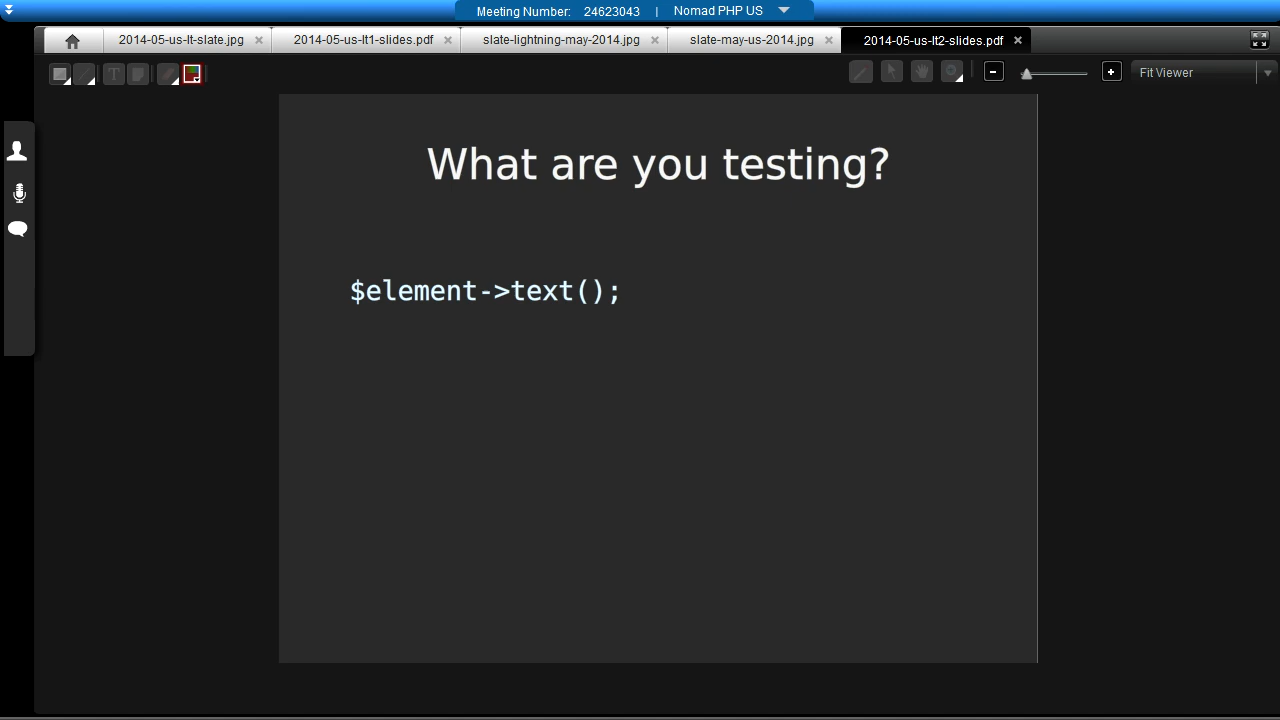 Meeting Number: 24623043 | Nomad PHP US
2014-05-us-lt-slate.jpg
2014-05-us-lt1-slides.pdf
slate-lightning-may-2014.jpg
slate-may-us-2014.jpg
2014-05-us-lt2-slides.pdf
T
Fit Viewer
What are you testing?
$element->text();